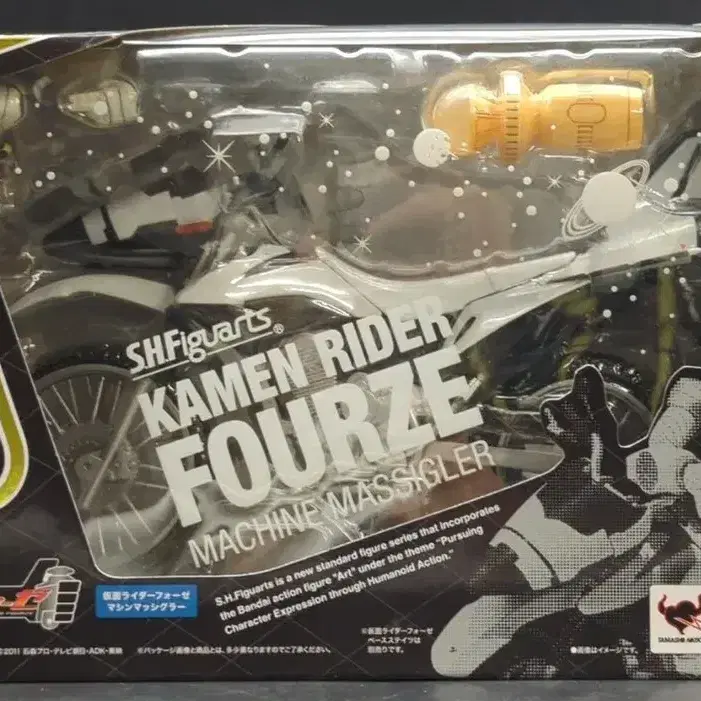 S.H.Figuarts®
KAMEN RIDER
FOURZE
MACHINE MASSIGLER
S.H.Figuarts is a new standard figure series that incorporates
the Bandai action figure "Art" under the theme "Pursuing
Character Expression through Humanoid Action."
仮面ライダーフォーゼ
マシンマッシグラー
©2011 石森プロ・テレビ朝日・ADK・東映
※パッケージ画像と商品とは、多少異なりますのでご了承ください。
※仮面ライダーフォーゼ
ベースステイツは
別売りです。
●画像はイメージです。